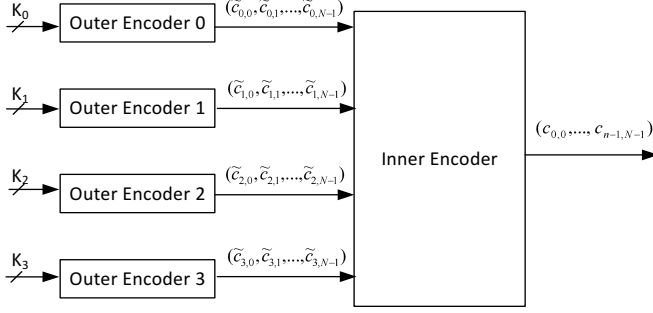 K₀ Outer Encoder 0 (c̃₀,₀, c̃₀,₁,...,c̃₀,N-1)
K₁ Outer Encoder 1 (c̃₁,₀, c̃₁,₁,...,c̃₁,N-1)
K₂ Outer Encoder 2 (c̃₂,₀, c̃₂,₁,...,c̃₂,N-1)
K₃ Outer Encoder 3 (c̃₃,₀, c̃₃,₁,...,c̃₃,N-1)
Inner Encoder
(c₀,₀,..., cₙ₋₁,N-1)